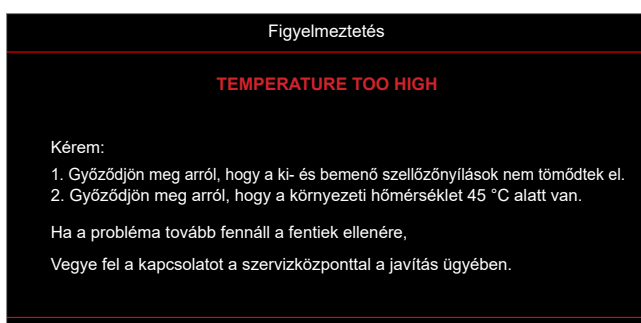 Figyelmeztetés
TEMPERATURE TOO HIGH
Kérem:
1. Győződjön meg arról, hogy a ki- és bemenő szellőzőnyílások nem tömődtek el.
2. Győződjön meg arról, hogy a környezeti hőmérséklet 45 °C alatt van.
Ha a probléma tovább fennáll a fentiek ellenére,
Vegye fel a kapcsolatot a szervizközponttal a javítás ügyében.